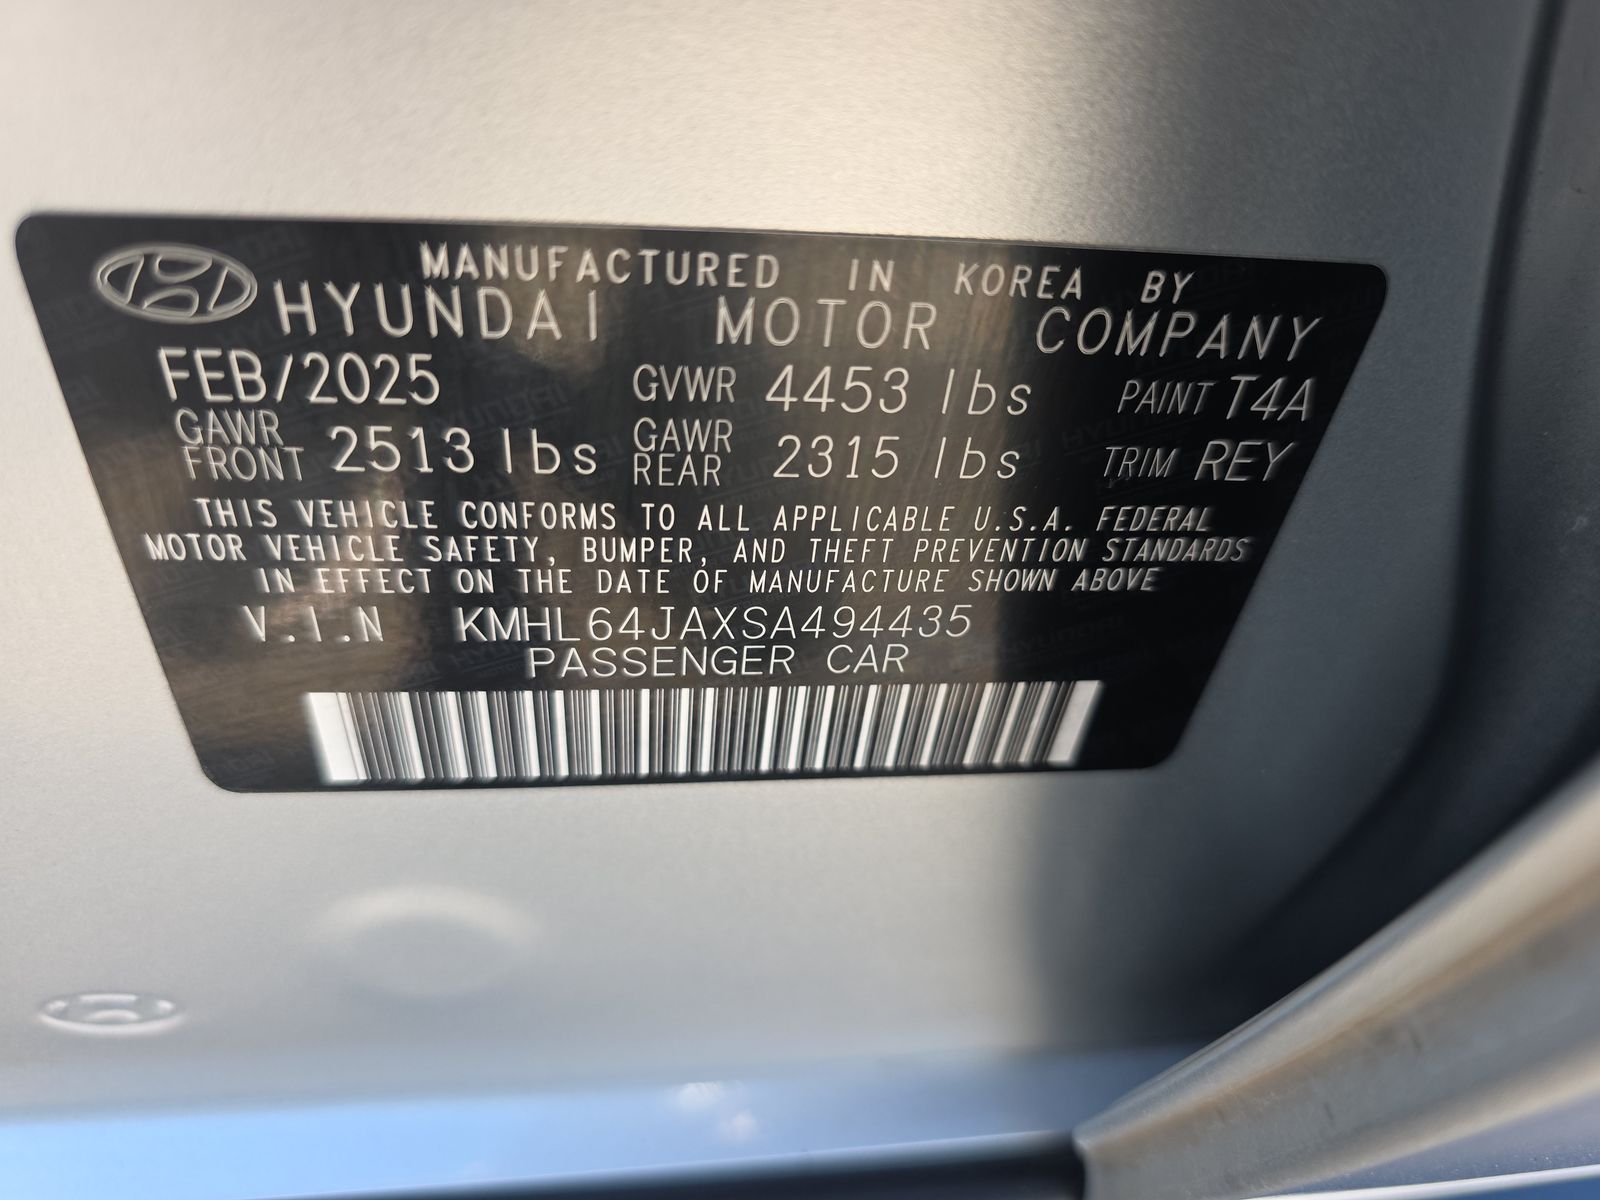 MANUFACTURED IN KOREA BY
HYUNDAI MOTOR COMPANY
FEB/2025 GVWR 4453 lbs PAINT T4A
GAWR FRONT 2513 lbs GAWR REAR 2315 lbs TRIM REY
THIS VEHICLE CONFORMS TO ALL APPLICABLE U.S.A. FEDERAL
MOTOR VEHICLE SAFETY, BUMPER, AND THEFT PREVENTION STANDARDS
IN EFFECT ON THE DATE OF MANUFACTURE SHOWN ABOVE
V.I.N KMHL64JAXSA494435
PASSENGER CAR